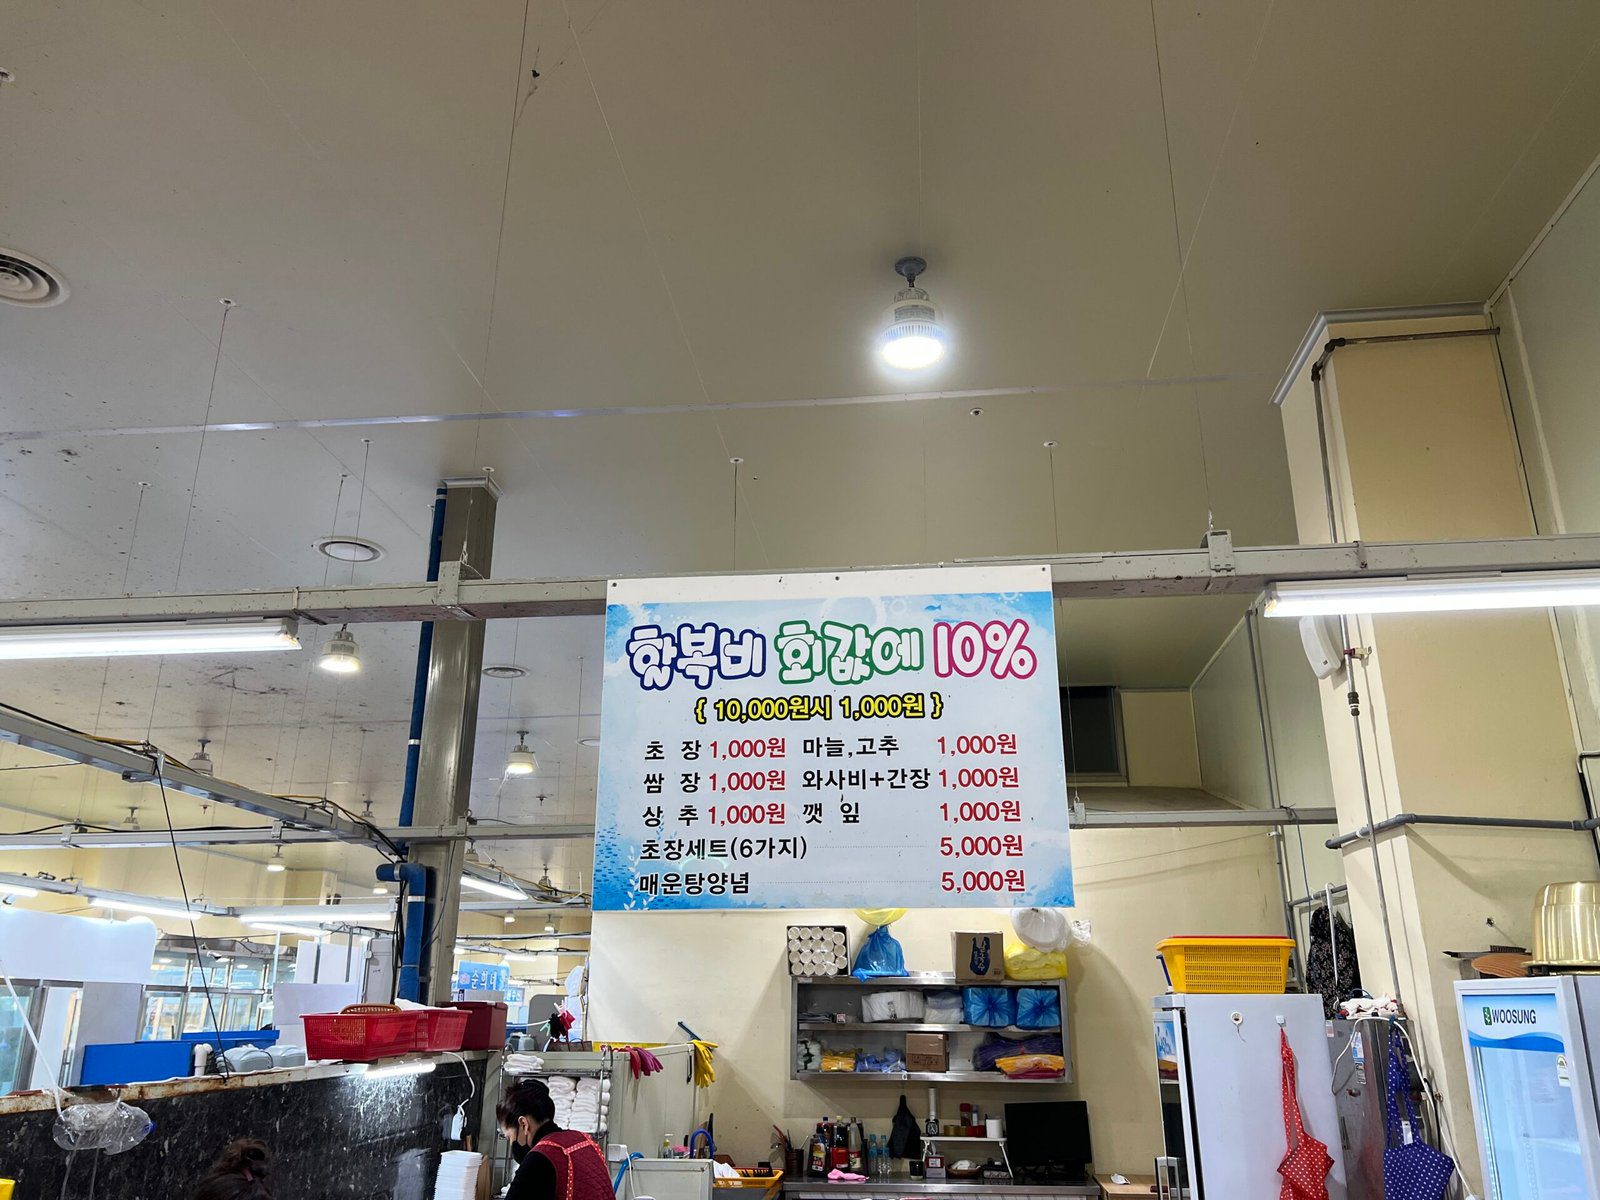 할복비 회값에 10%
{ 10,000원시 1,000원 }
초 장 1,000원 마늘,고추 1,000원
쌈 장 1,000원 와사비+간장 1,000원
상 추 1,000원 깻 잎 1,000원
초장세트(6가지) 5,000원
매운탕양념 5,000원
WOOSUNG